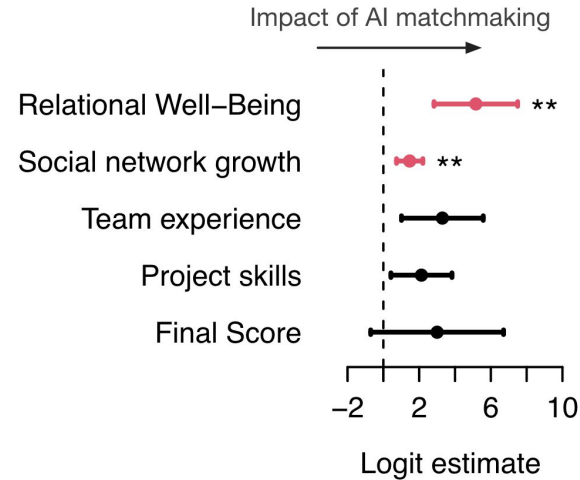 Impact of AI matchmaking
Relational Well–Being
**
Social network growth
**
Team experience
Project skills
Final Score
−2 2 6 10
Logit estimate